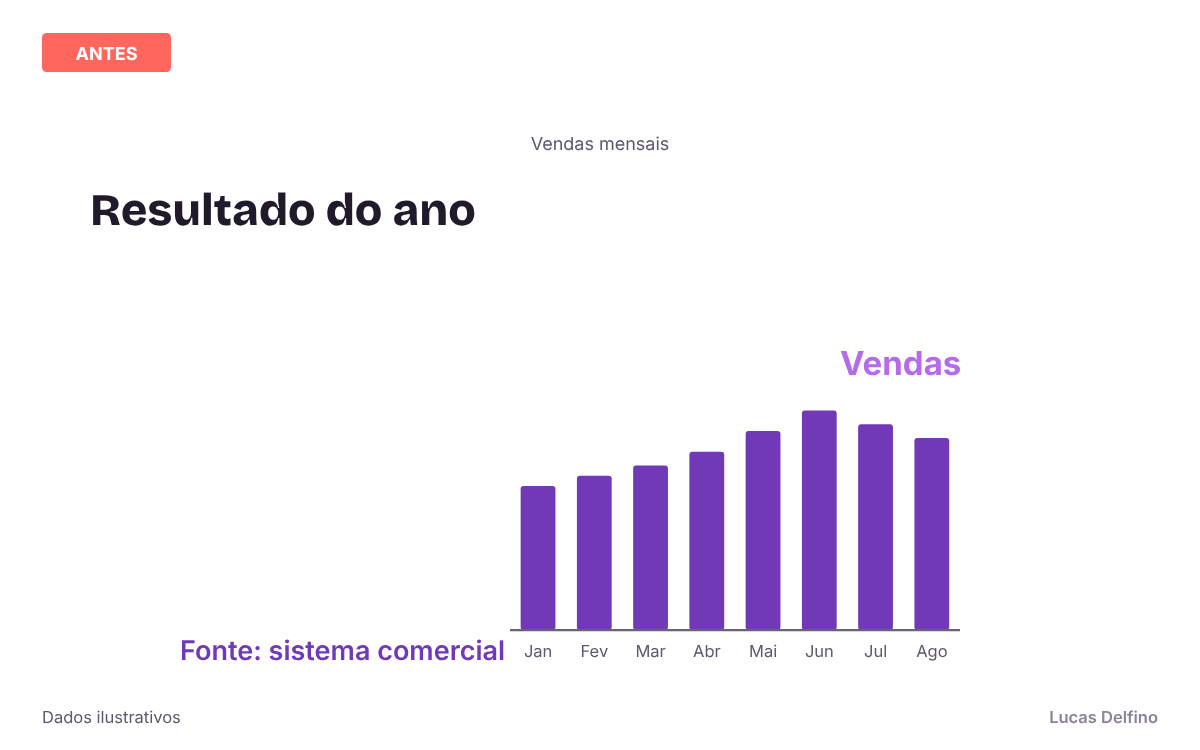 ANTES
Vendas mensais
Resultado do ano
Vendas
Fonte: sistema comercial
Jan Fev Mar Abr Mai Jun Jul Ago
Dados ilustrativos
Lucas Delfino